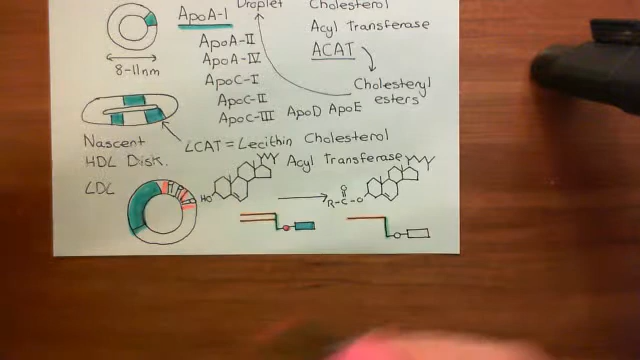 Droplet
Cholesterol
ApoA-I
Acyl Transferase
ApoA-II
ACAT
ApoA-IV
8-11nm
ApoC-I
Cholesteryl
esters
ApoC-II
ApoC-III ApoD ApoE
Nascent
HDL Disk.
LCAT = Lecithin Cholesterol
Acyl Transferase
LDL
HO
O
R-C-O